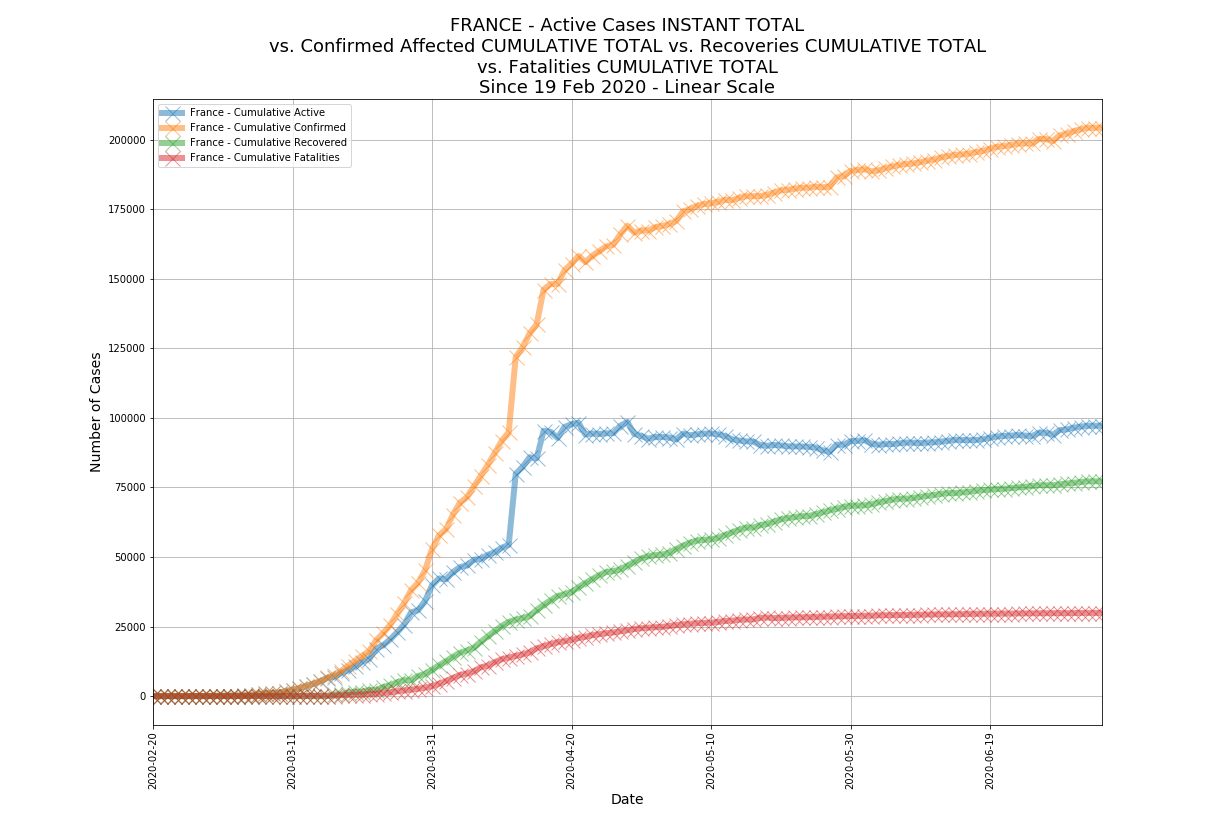 FRANCE - Active Cases INSTANT TOTAL
vs. Confirmed Affected CUMULATIVE TOTAL vs. Recoveries CUMULATIVE TOTAL
vs. Fatalities CUMULATIVE TOTAL
Since 19 Feb 2020 - Linear Scale
France - Cumulative Active
France - Cumulative Confirmed
France - Cumulative Recovered
France - Cumulative Fatalities
Number of Cases
200000
175000
150000
125000
100000
75000
50000
25000
0
2020-02-20
2020-03-11
2020-03-31
2020-04-20
2020-05-10
2020-05-30
2020-06-19
Date